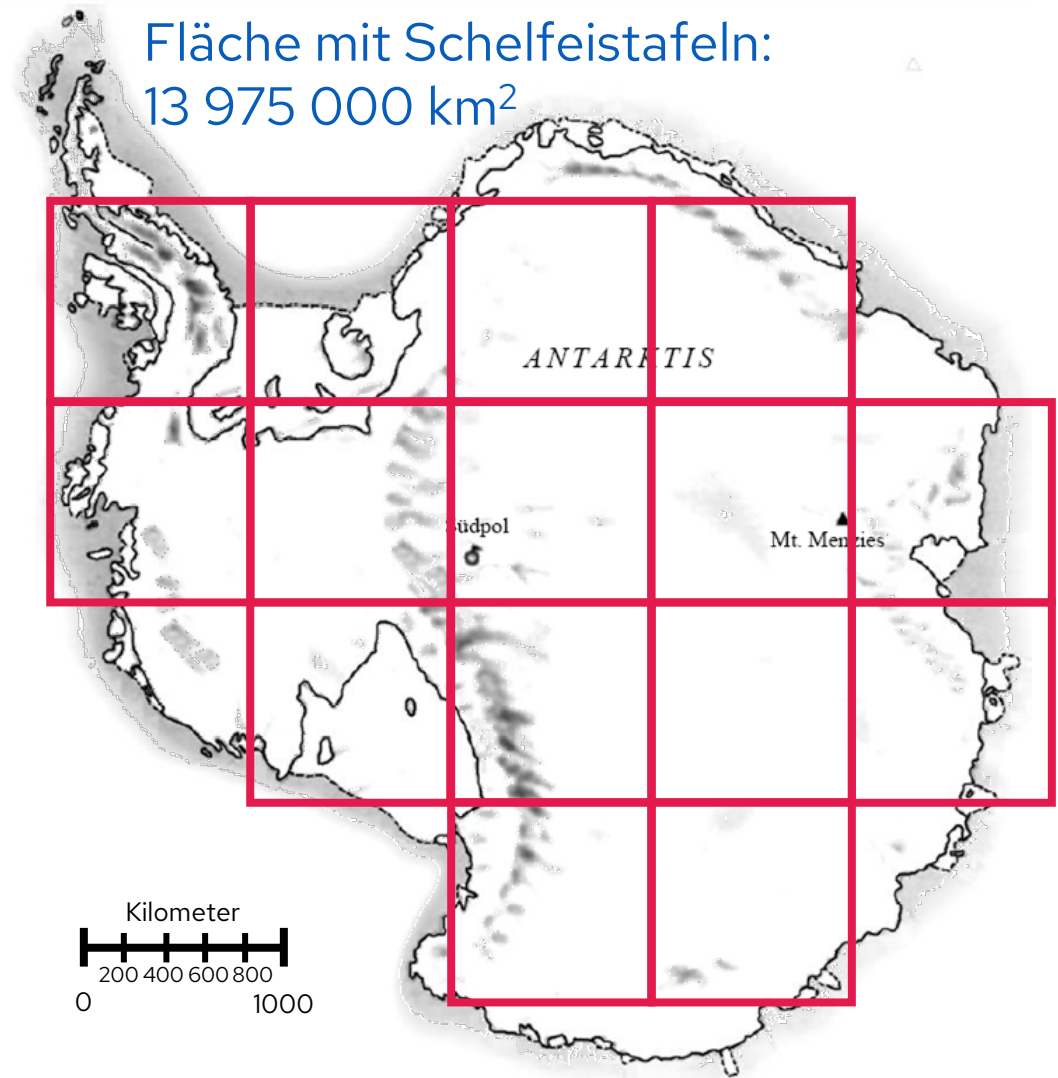 Fläche mit Schelfeistafeln:
13 975 000 km²
ANTARKTIS
Südpol
Mt. Menzies
Kilometer
200 400 600 800
0 1000